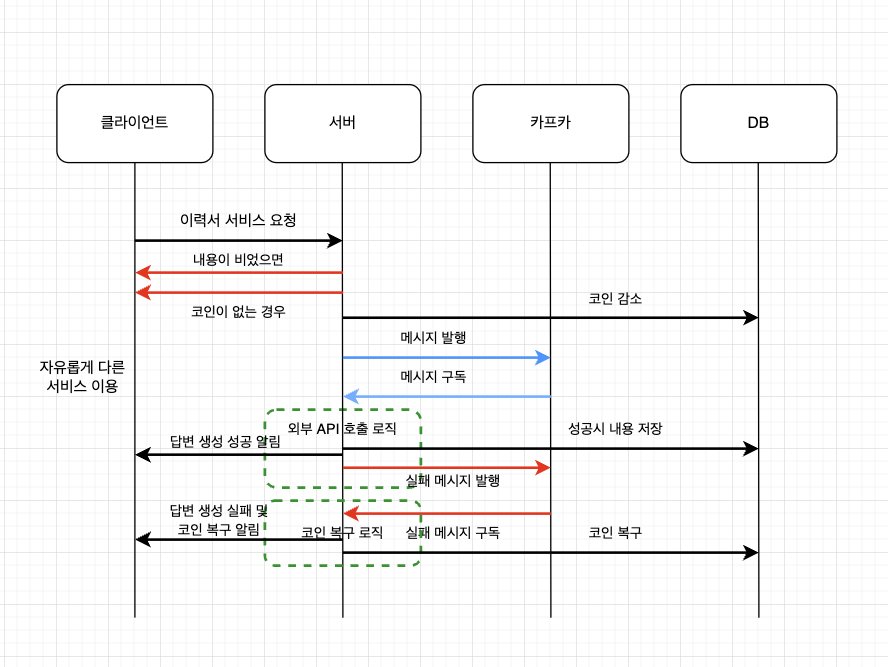 클라이언트
서버
카프카
DB
이력서 서비스 요청
내용이 비었으면
코인이 없는 경우
코인 감소
메시지 발행
자유롭게 다른
서비스 이용
메시지 구독
외부 API 호출 로직
성공시 내용 저장
답변 생성 성공 알림
실패 메시지 발행
답변 생성 실패 및
코인 복구 알림
코인 복구 로직
실패 메시지 구독
코인 복구